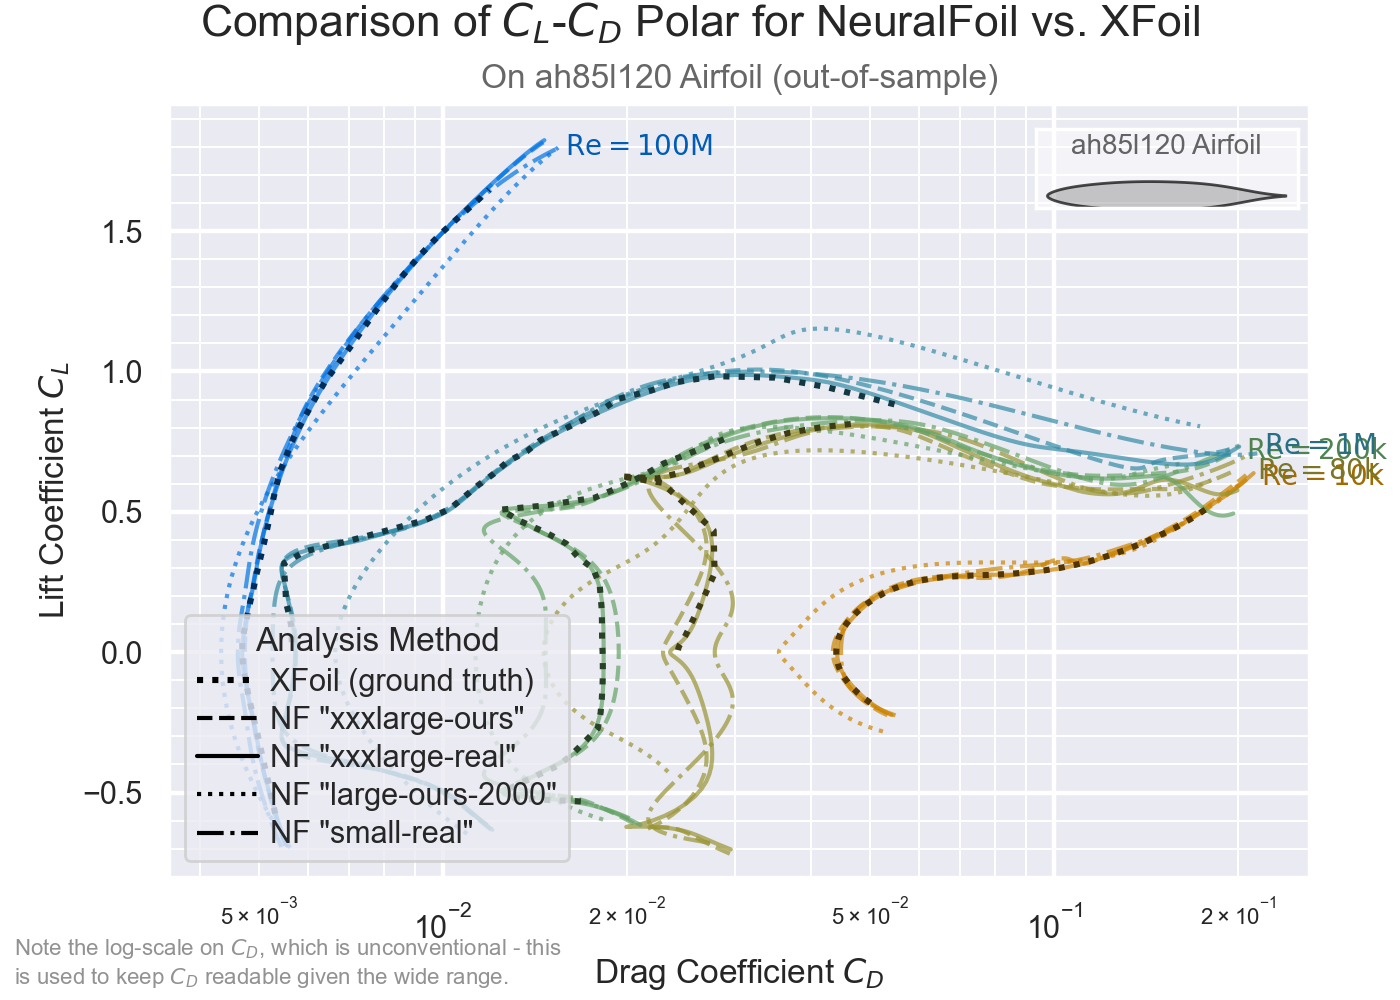 Comparison of C_L-C_D Polar for NeuralFoil vs. XFoil
On ah85l120 Airfoil (out-of-sample)
Re = 100M
ah85l120 Airfoil
1.5
1.0
0.5
0.0
−0.5
Lift Coefficient C_L
Re = 1M
Re = 200k
Re = 80k
Re = 10k
Analysis Method
XFoil (ground truth)
NF "xxxlarge-ours"
NF "xxxlarge-real"
NF "large-ours-2000"
NF "small-real"
5 × 10⁻³
10⁻²
2 × 10⁻²
5 × 10⁻²
10⁻¹
2 × 10⁻¹
Drag Coefficient C_D
Note the log-scale on C_D, which is unconventional - this
is used to keep C_D readable given the wide range.